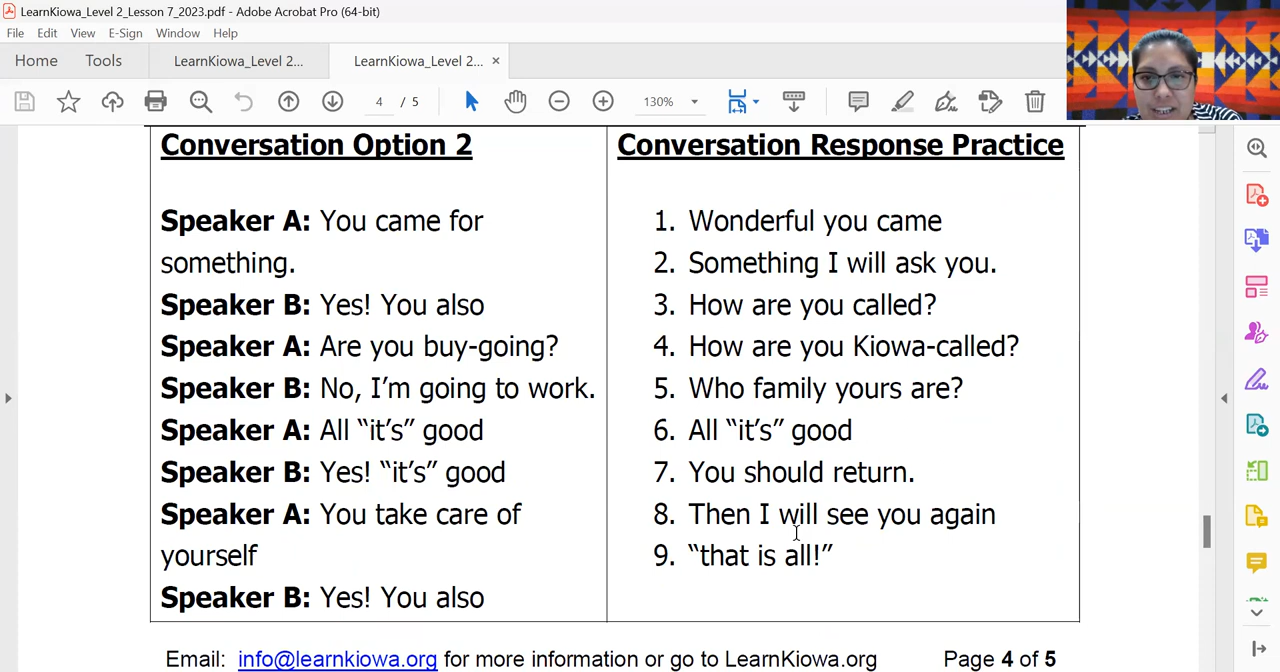 LearnKiowa_Level 2_Lesson 7_2023.pdf - Adobe Acrobat Pro (64-bit)
File Edit View E-Sign Window Help
Home Tools LearnKiowa_Level 2... LearnKiowa_Level 2... ×
4 / 5 130%
Conversation Option 2
Speaker A: You came for
something.
Speaker B: Yes! You also
Speaker A: Are you buy-going?
Speaker B: No, I’m going to work.
Speaker A: All “it’s” good
Speaker B: Yes! “it’s” good
Speaker A: You take care of
yourself
Speaker B: Yes! You also
Conversation Response Practice
1. Wonderful you came
2. Something I will ask you.
3. How are you called?
4. How are you Kiowa-called?
5. Who family yours are?
6. All “it’s” good
7. You should return.
8. Then I will see you again
9. “that is all!”
Email: info@learnkiowa.org for more information or go to LearnKiowa.org Page 4 of 5